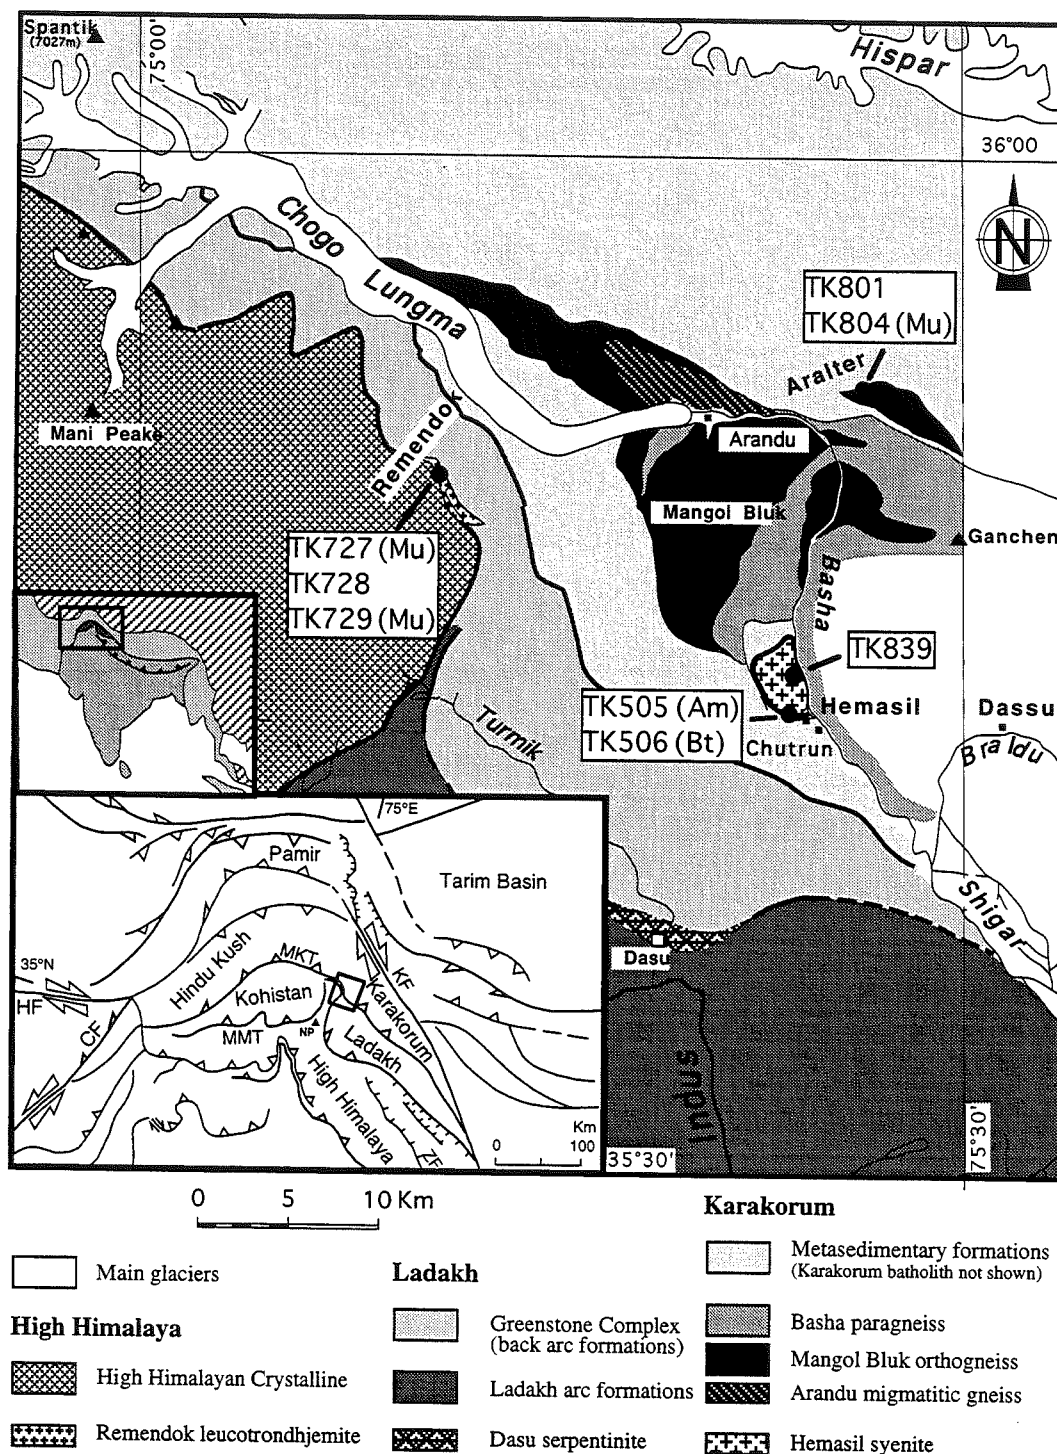 Spantik
(7027m)
75°00'
Hispar
36°00
N
Chogo
Lungma
TK801
TK804 (Mu)
Aralter
Mani Peake
Remendok
Arandu
Mangol Bluk
Ganchen
TK727 (Mu)
TK728
TK729 (Mu)
Basha
TK839
TK505 (Am)
TK506 (Bt)
Hemasil
Chutrun
Dassu
Braldu
Turmik
Shigar
Dasu
Indus
35°30'
75°30'
75°E
Pamir
Tarim Basin
35°N
Hindu Kush
MKT
KF
HF
Kohistan
Karakorum
CF
MMT
NP
Ladakh
High Himalaya
ZF
Km
0 100
0 5 10 Km
Main glaciers
High Himalaya
High Himalayan Crystalline
Remendok leucotrondhjemite
Ladakh
Greenstone Complex
(back arc formations)
Ladakh arc formations
Dasu serpentinite
Karakorum
Metasedimentary formations
(Karakorum batholith not shown)
Basha paragneiss
Mangol Bluk orthogneiss
Arandu migmatitic gneiss
Hemasil syenite